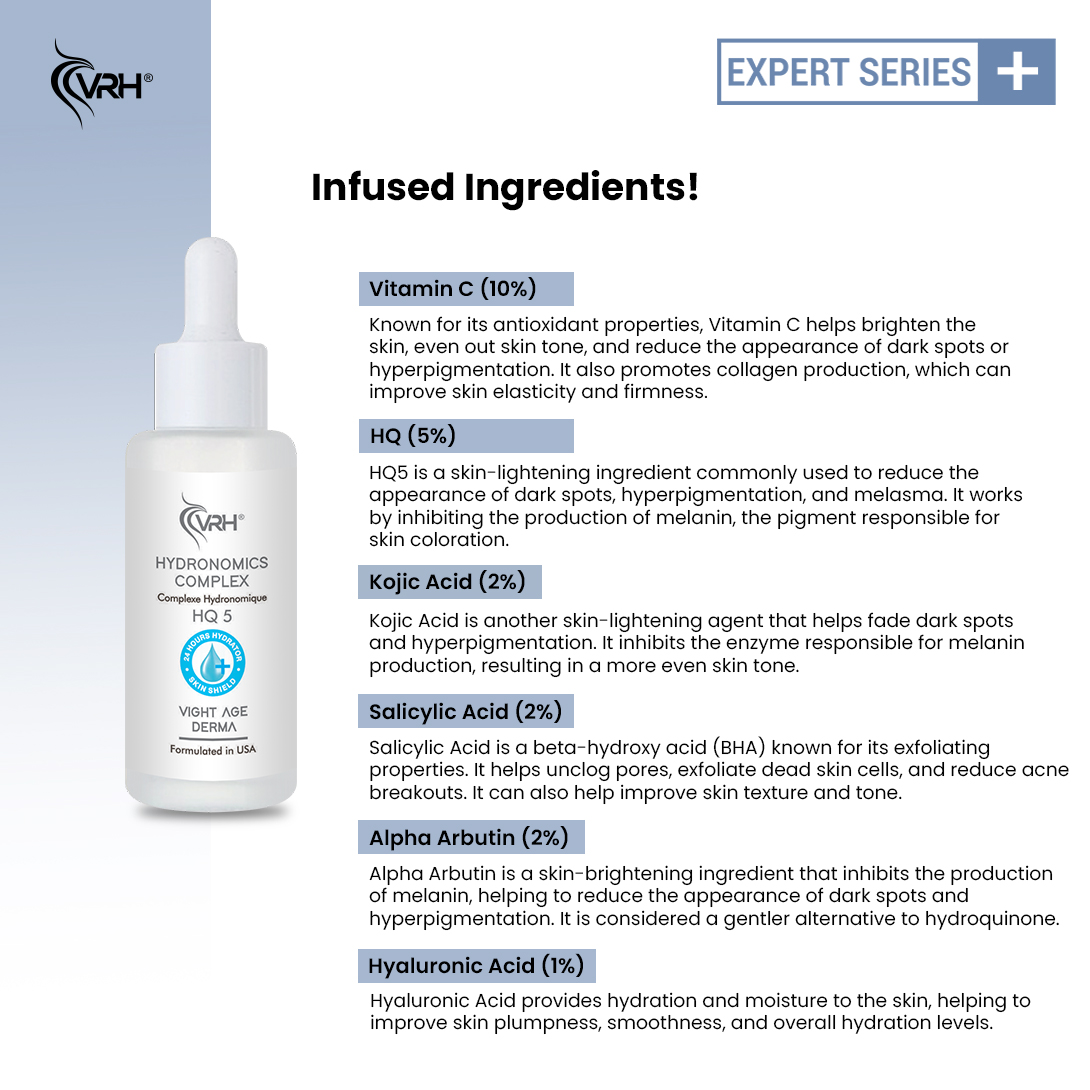 VRH®
EXPERT SERIES +
Infused Ingredients!
Vitamin C (10%)
Known for its antioxidant properties, Vitamin C helps brighten the
skin, even out skin tone, and reduce the appearance of dark spots or
hyperpigmentation. It also promotes collagen production, which can
improve skin elasticity and firmness.
HQ (5%)
HQ5 is a skin-lightening ingredient commonly used to reduce the
appearance of dark spots, hyperpigmentation, and melasma. It works
by inhibiting the production of melanin, the pigment responsible for
skin coloration.
Kojic Acid (2%)
Kojic Acid is another skin-lightening agent that helps fade dark spots
and hyperpigmentation. It inhibits the enzyme responsible for melanin
production, resulting in a more even skin tone.
Salicylic Acid (2%)
Salicylic Acid is a beta-hydroxy acid (BHA) known for its exfoliating
properties. It helps unclog pores, exfoliate dead skin cells, and reduce acne
breakouts. It can also help improve skin texture and tone.
Alpha Arbutin (2%)
Alpha Arbutin is a skin-brightening ingredient that inhibits the production
of melanin, helping to reduce the appearance of dark spots and
hyperpigmentation. It is considered a gentler alternative to hydroquinone.
Hyaluronic Acid (1%)
Hyaluronic Acid provides hydration and moisture to the skin, helping to
improve skin plumpness, smoothness, and overall hydration levels.
VRH®
HYDRONOMICS
COMPLEX
Complexe Hydronomique
HQ 5
24 HOURS HYDRATOR
SKIN SHIELD
VIGHT AGE
DERMA
Formulated in USA